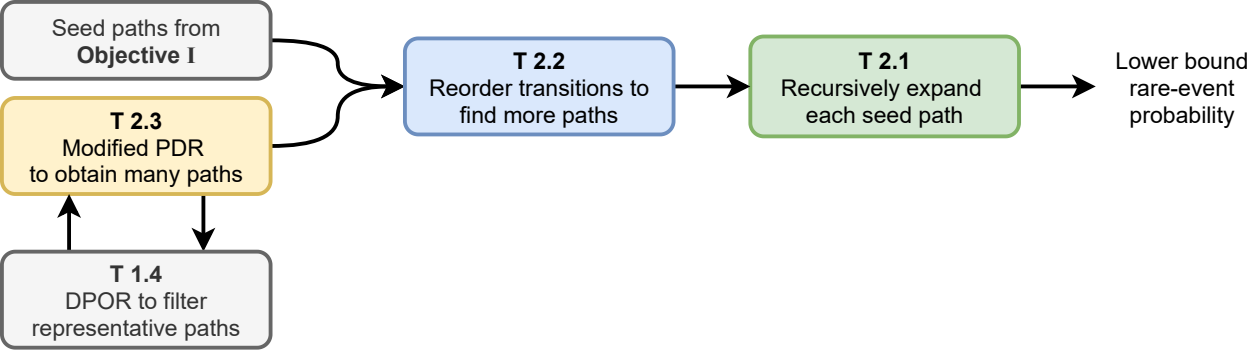 Seed paths from
Objective I
T 2.3
Modified PDR
to obtain many paths
T 1.4
DPOR to filter
representative paths
T 2.2
Reorder transitions to
find more paths
T 2.1
Recursively expand
each seed path
Lower bound
rare-event
probability